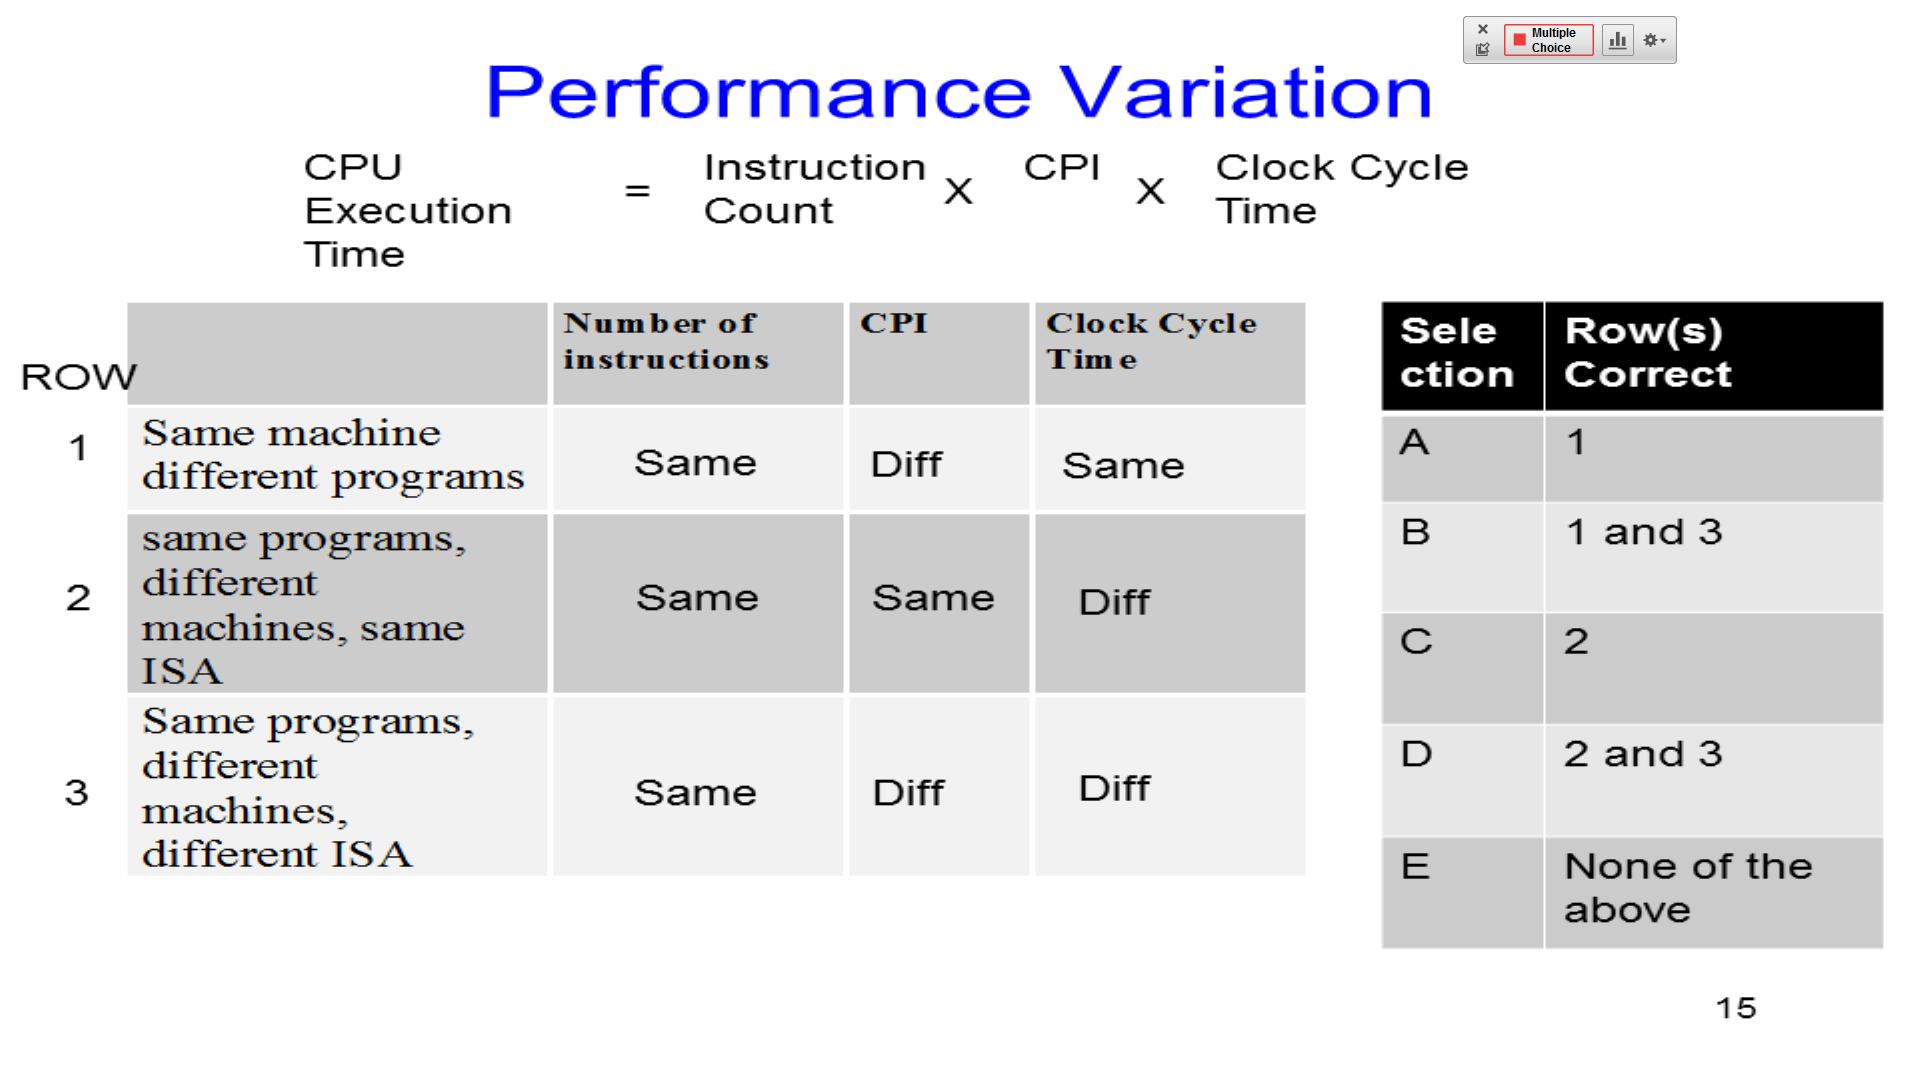 Multiple
Choice
Performance Variation
CPU
Execution
Time
=
Instruction
Count
X
CPI
X
Clock Cycle
Time
ROW
Number of
instructions
CPI
Clock Cycle
Time
1
Same machine
different programs
Same
Diff
Same
2
same programs,
different
machines, same
ISA
Same
Same
Diff
3
Same programs,
different
machines,
different ISA
Same
Diff
Diff
Sele
ction
Row(s)
Correct
A
1
B
1 and 3
C
2
D
2 and 3
E
None of the
above
15